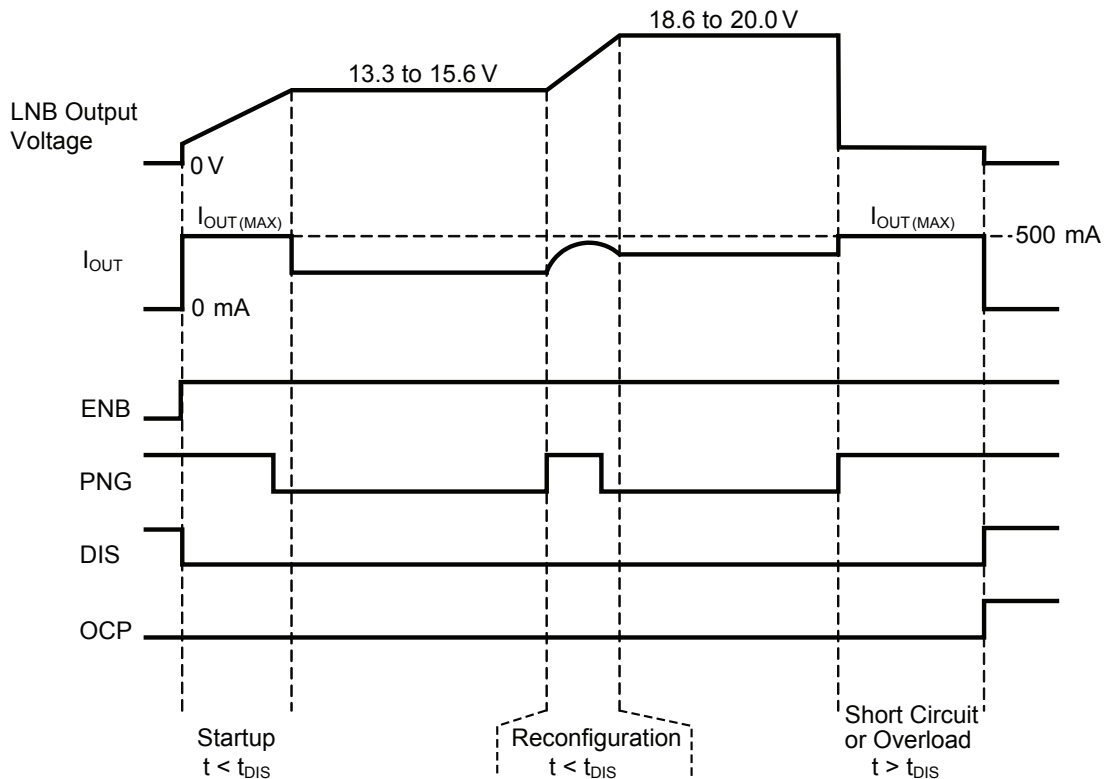 18.6 to 20.0 V
13.3 to 15.6 V
LNB Output
Voltage
0 V
IOUT(MAX)
IOUT(MAX)
500 mA
IOUT
0 mA
ENB
PNG
DIS
OCP
Startup
t < tDIS
Reconfiguration
t < tDIS
Short Circuit
or Overload
t > tDIS